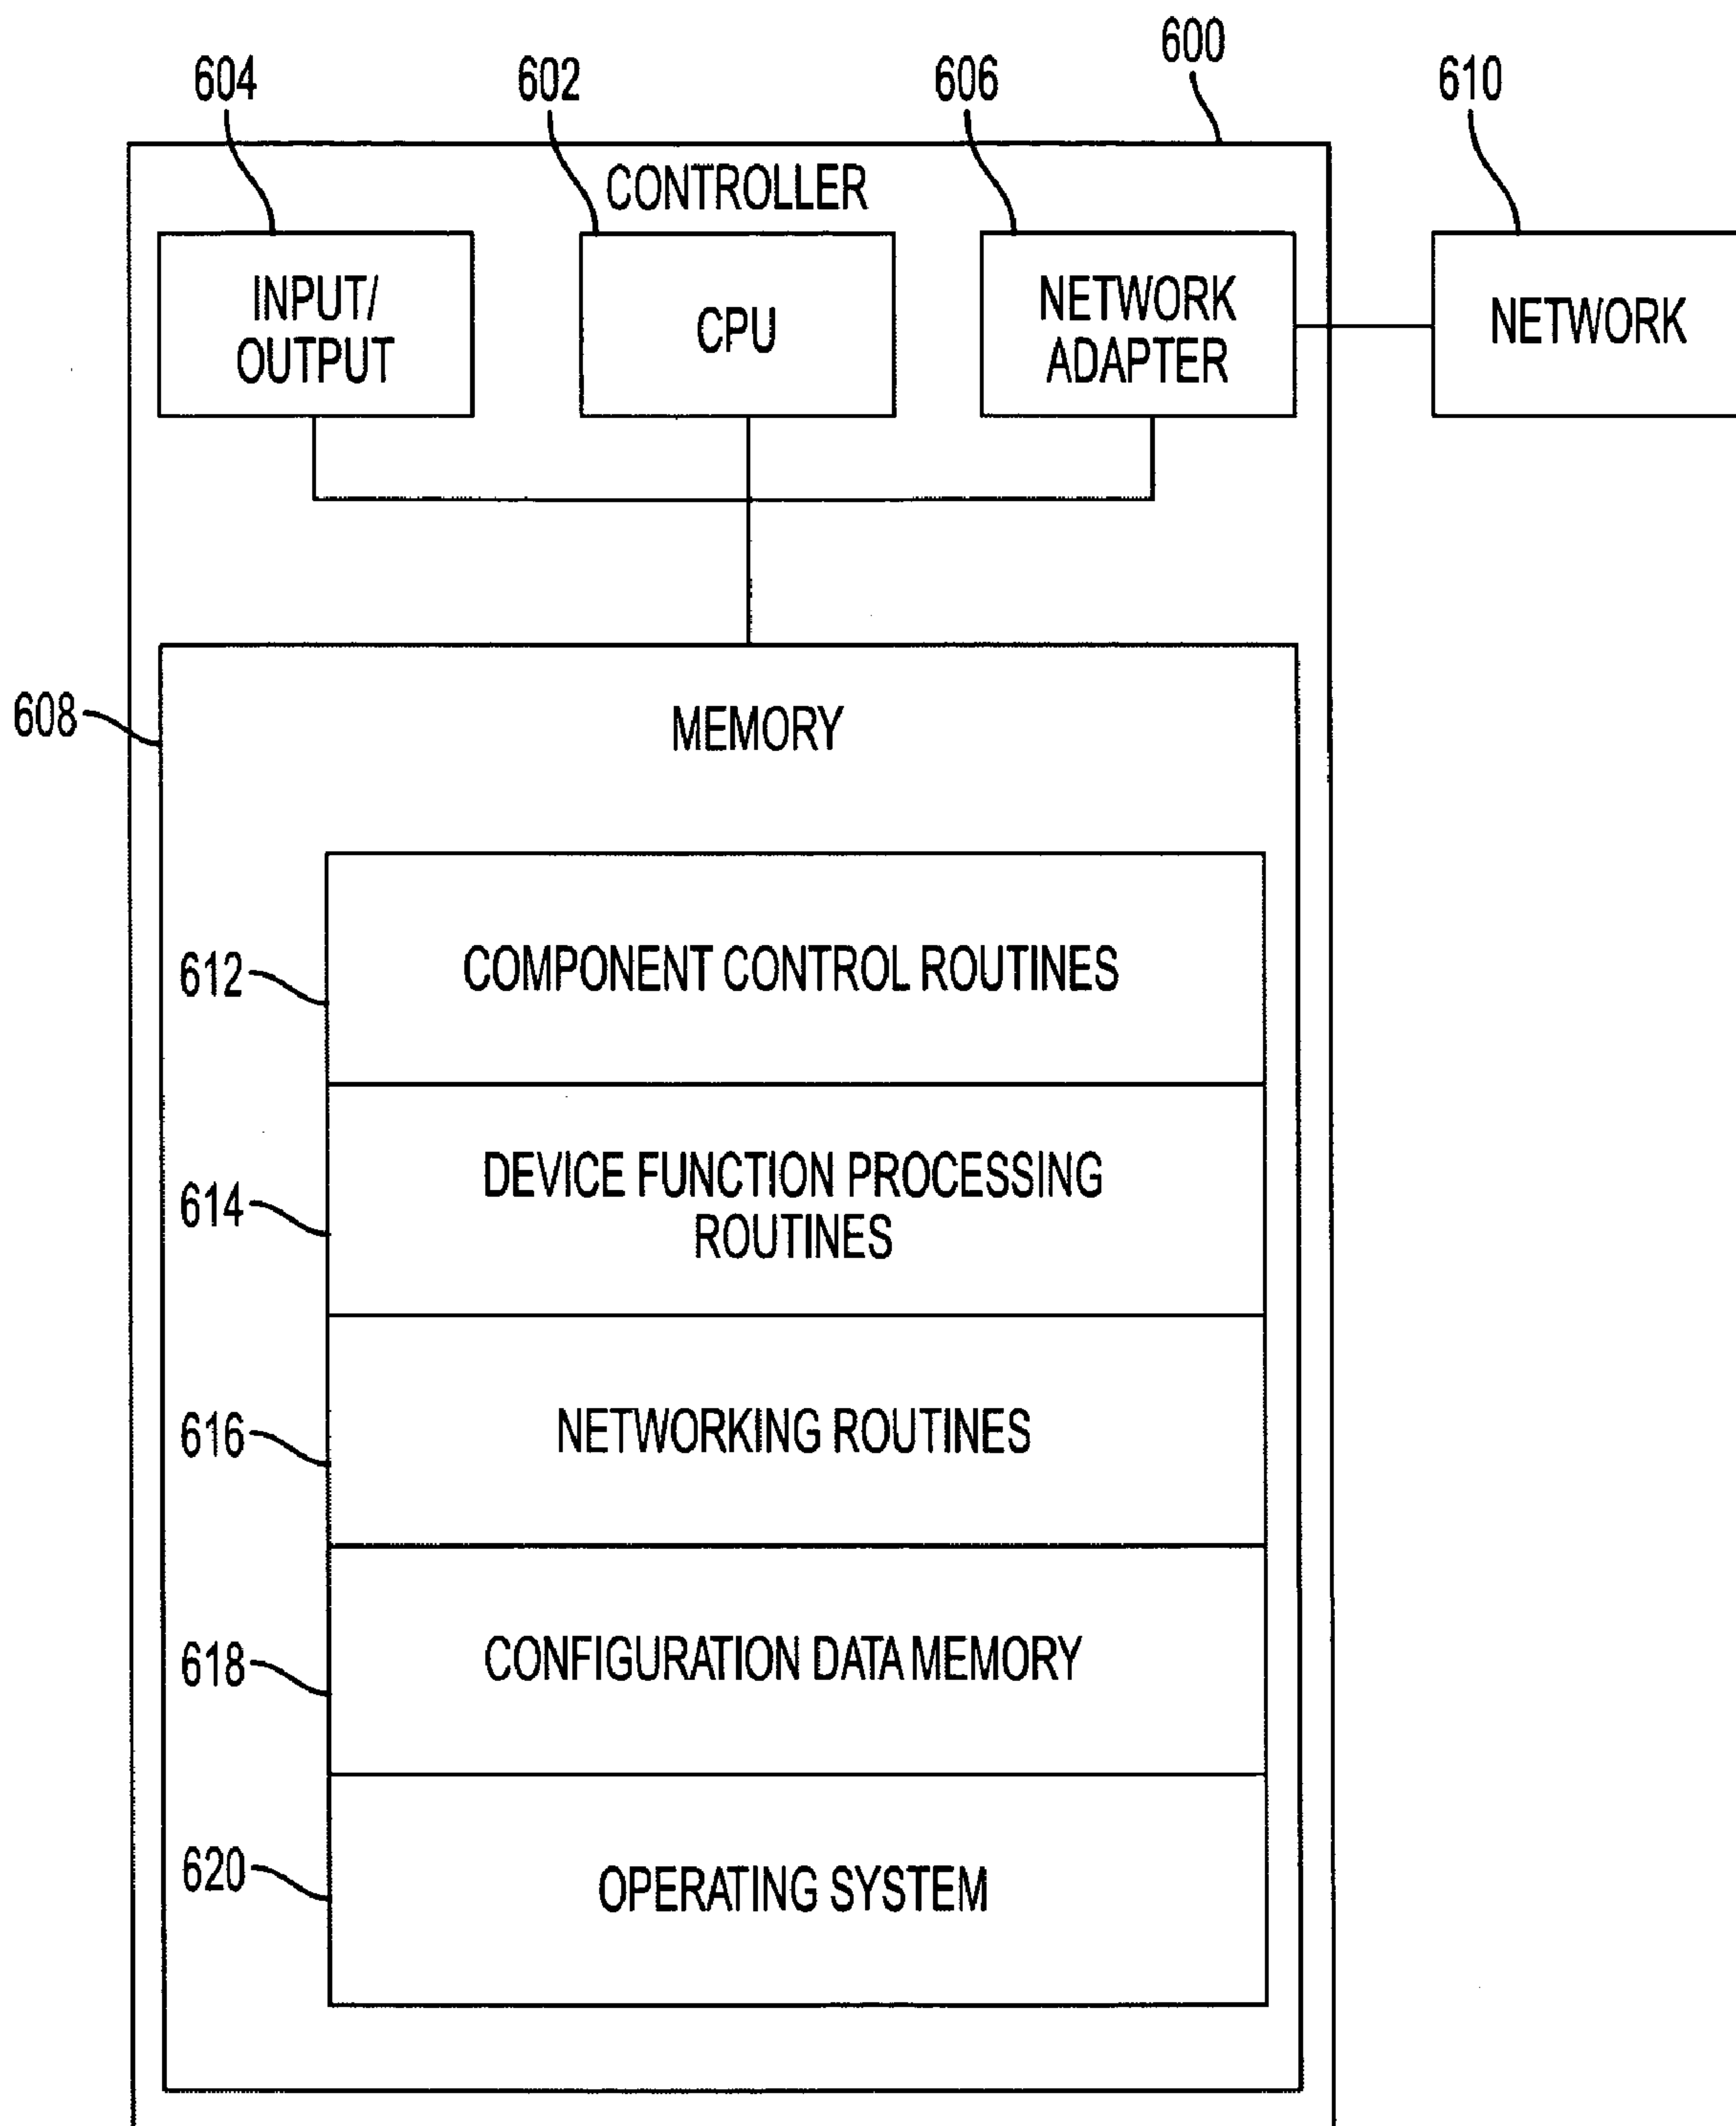 600
604
602
606
610
CONTROLLER
INPUT/
OUTPUT
CPU
NETWORK
ADAPTER
NETWORK
608
MEMORY
612
COMPONENT CONTROL ROUTINES
614
DEVICE FUNCTION PROCESSING
ROUTINES
616
NETWORKING ROUTINES
618
CONFIGURATION DATA MEMORY
620
OPERATING SYSTEM